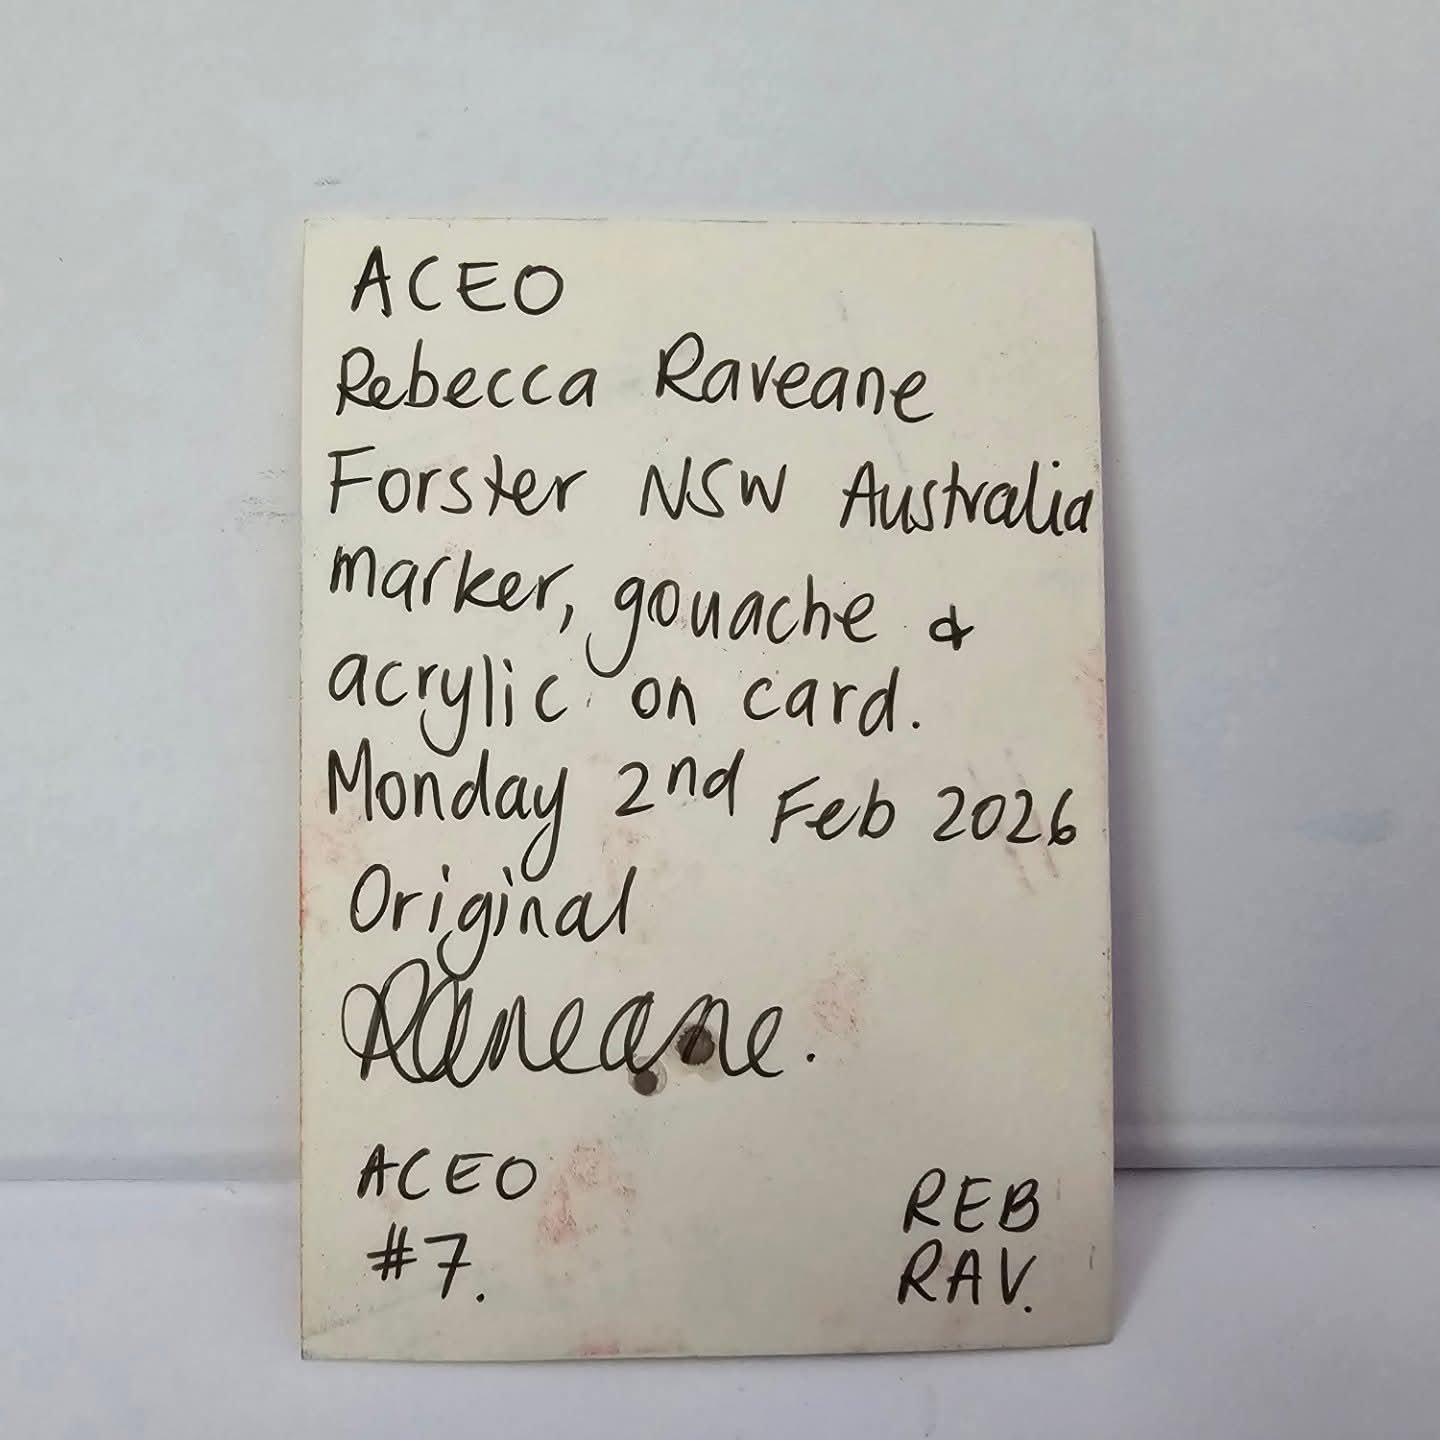 ACEO
Rebecca Raveane
Forster NSW Australia
marker, gouache &
acrylic on card.
Monday 2nd Feb 2026
Original
Raveane.
ACEO
#7.
REB
RAV.